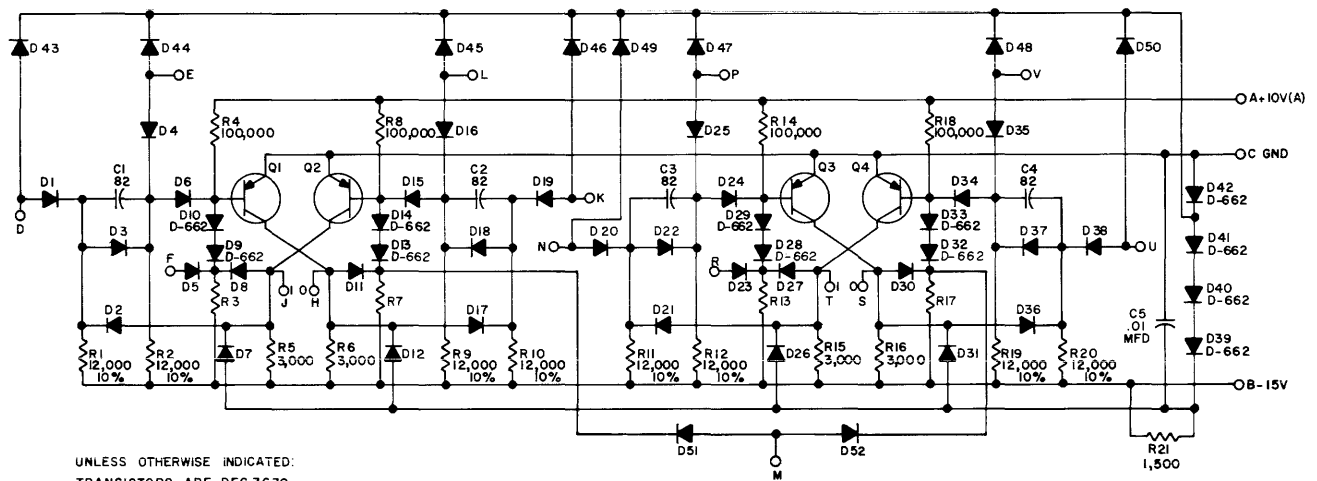 D43
D44
D45
D46
D49
D47
D48
D50
E
L
P
V
A+10V(A)
D4
R4
100,000
R8
100,000
D16
D25
R14
100,000
R18
100,000
D35
C GND
D1
C1
82
D6
Q1
Q2
D15
C2
82
D19
K
C3
82
D24
Q3
Q4
D34
C4
82
D42
D-662
D
D10
D-662
D14
D-662
D29
D-662
D33
D-662
D3
D9
D-662
D13
D-662
D18
N
D20
D22
D28
D-662
D32
D-662
D37
D38
U
D41
D-662
F
D5
D8
J
1
0
H
D11
R
D23
D27
1
T
0
S
D30
R3
R7
R13
R17
D40
D-662
D2
D17
D21
D36
C5
.01
MFD
R1
12,000
10%
R2
12,000
10%
D7
R5
3,000
R6
3,000
D12
R9
12,000
10%
R10
12,000
10%
R11
12,000
10%
R12
12,000
10%
D26
R15
3,000
R16
3,000
D31
R19
12,000
10%
R20
12,000
10%
D39
D-662
B-15V
D51
D52
M
R21
1,500
UNLESS OTHERWISE INDICATED: